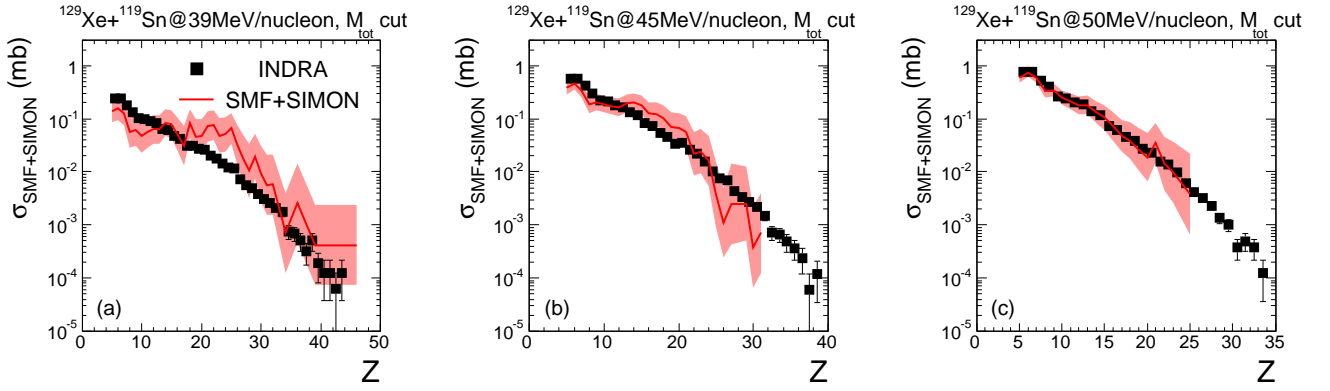 129Xe+119Sn@39MeV/nucleon, Mtot cut
σSMF+SIMON (mb)
INDRA
SMF+SIMON
1
10-1
10-2
10-3
10-4
10-5
(a)
0 10 20 30 40 50
Z
129Xe+119Sn@45MeV/nucleon, Mtot cut
σSMF+SIMON (mb)
1
10-1
10-2
10-3
10-4
10-5
(b)
0 10 20 30 40
Z
129Xe+119Sn@50MeV/nucleon, Mtot cut
σSMF+SIMON (mb)
1
10-1
10-2
10-3
10-4
10-5
(c)
0 5 10 15 20 25 30 35
Z